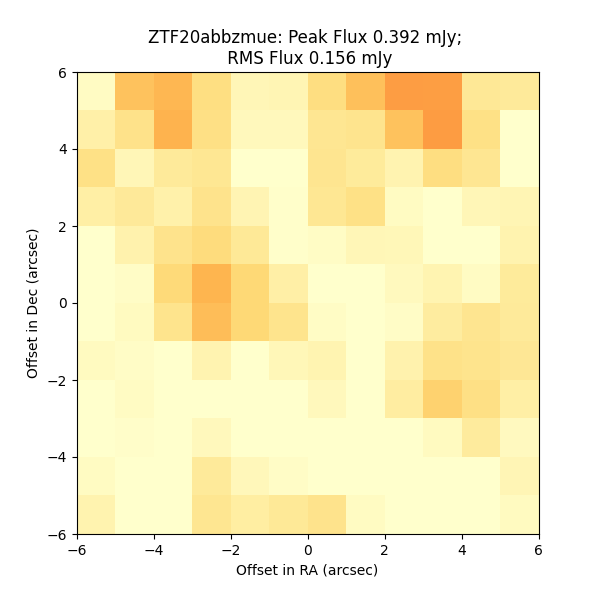 ZTF20abbzmue: Peak Flux 0.392 mJy;
RMS Flux 0.156 mJy
6
4
2
0
−2
−4
−6
Offset in Dec (arcsec)
−6 −4 −2 0 2 4 6
Offset in RA (arcsec)